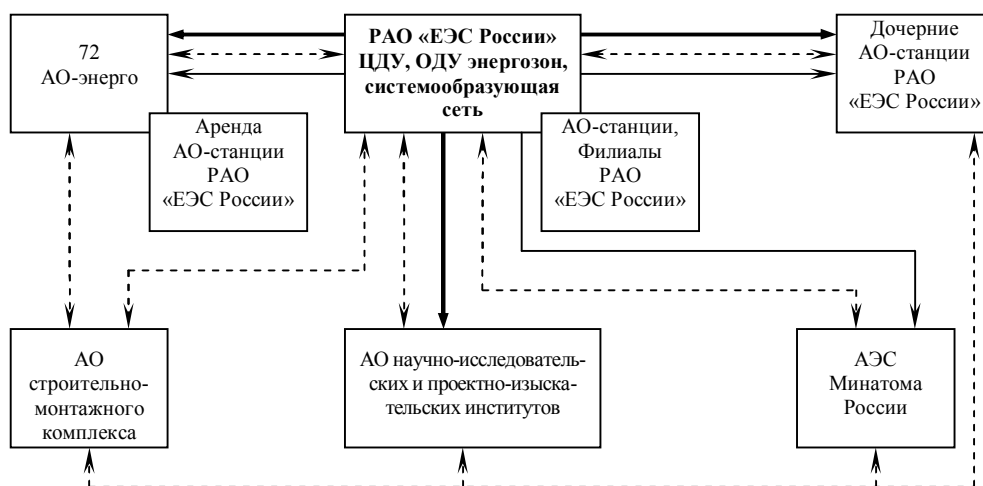 72
АО-энерго
РАО «ЕЭС России»
ЦДУ, ОДУ энергозон,
системообразующая
сеть
Дочерние
АО-станции
РАО
«ЕЭС России»
Аренда
АО-станции
РАО
«ЕЭС России»
АО-станции,
Филиалы
РАО
«ЕЭС России»
АО
строительно-
монтажного
комплекса
АО научно-исследователь-
ских и проектно-изыска-
тельских институтов
АЭС
Минатома
России